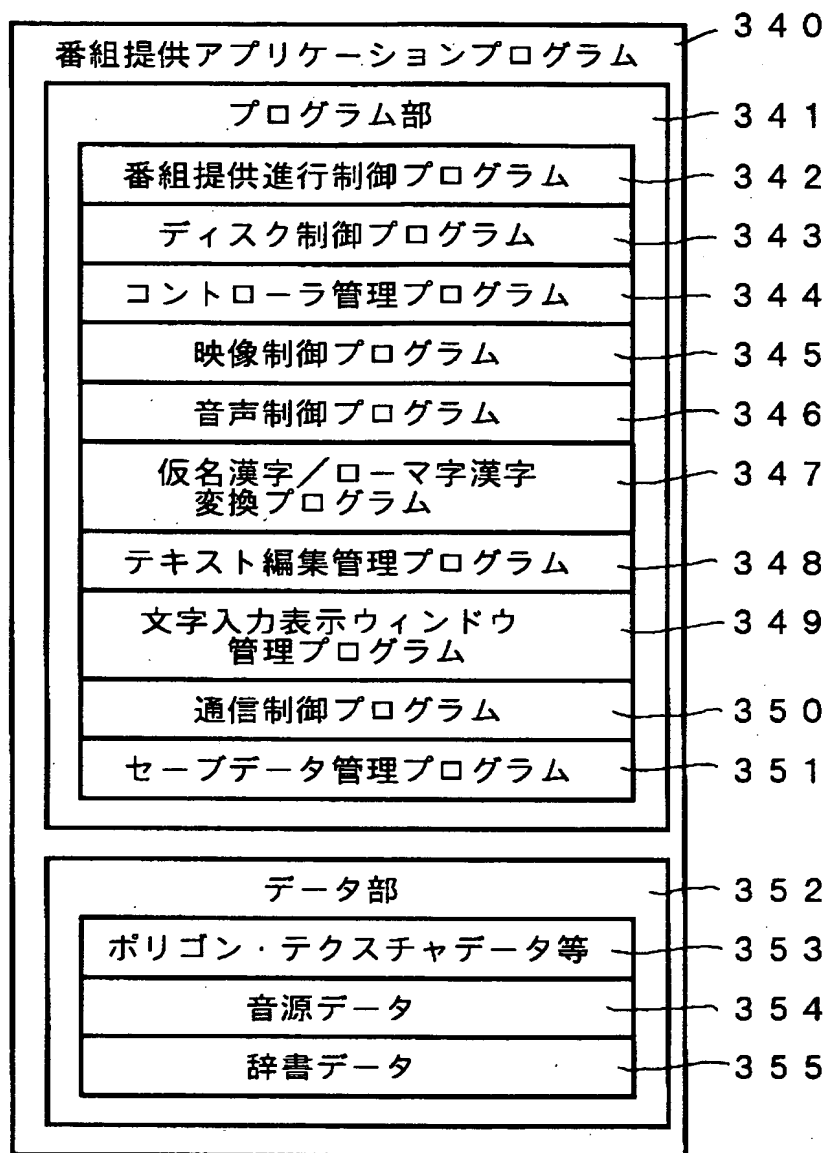 340
番組提供アプリケーションプログラム
プログラム部 341
番組提供進行制御プログラム 342
ディスク制御プログラム 343
コントローラ管理プログラム 344
映像制御プログラム 345
音声制御プログラム 346
仮名漢字/ローマ字漢字 347
変換プログラム
テキスト編集管理プログラム 348
文字入力表示ウィンドウ 349
管理プログラム
通信制御プログラム 350
セーブデータ管理プログラム 351
データ部 352
ポリゴン・テクスチャデータ等 353
音源データ 354
辞書データ 355